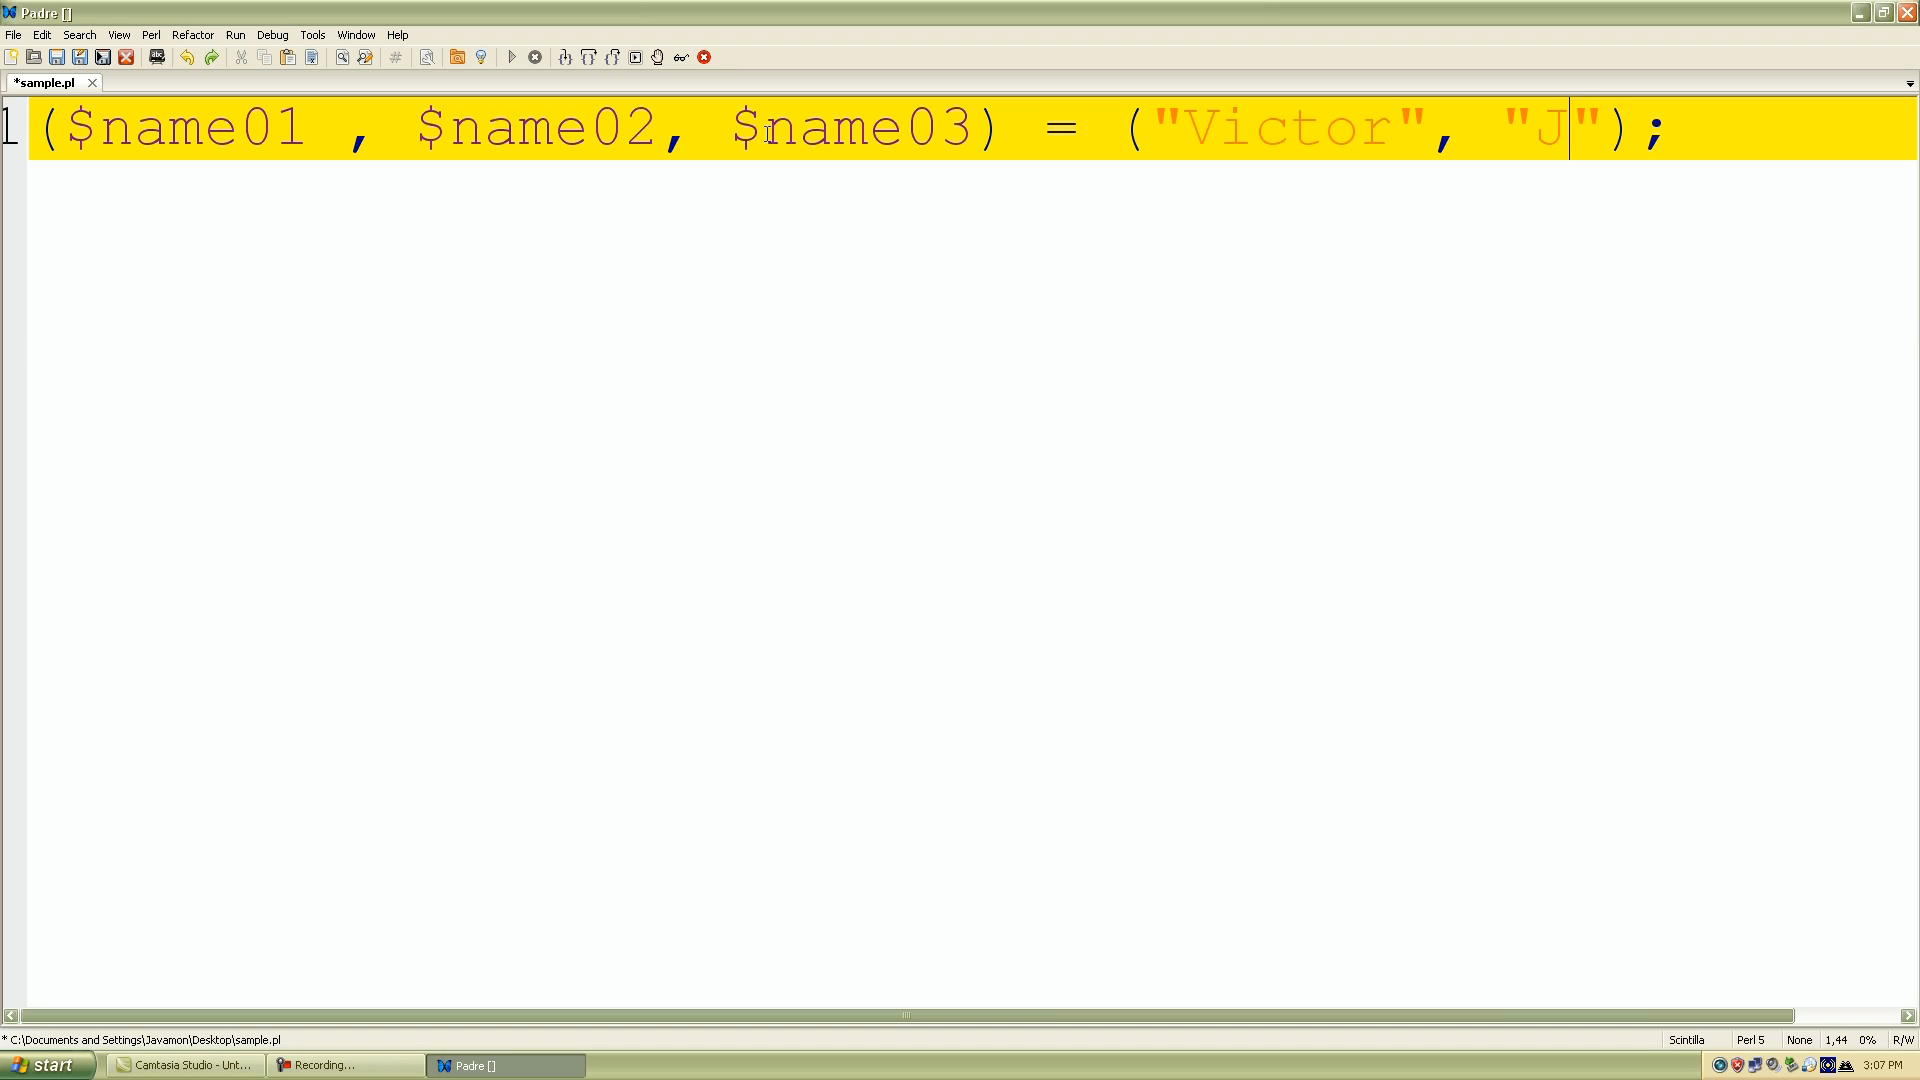 Padre []
File Edit Search View Perl Refactor Run Debug Tools Window Help
*sample.pl
1 ($name01 , $name02, $name03) = ("Victor", "J");
* C:\Documents and Settings\Javamon\Desktop\sample.pl Scintilla Perl 5 None 1,44 0% R/W
start Camtasia Studio - Unt... Recording... Padre [] 3:07 PM